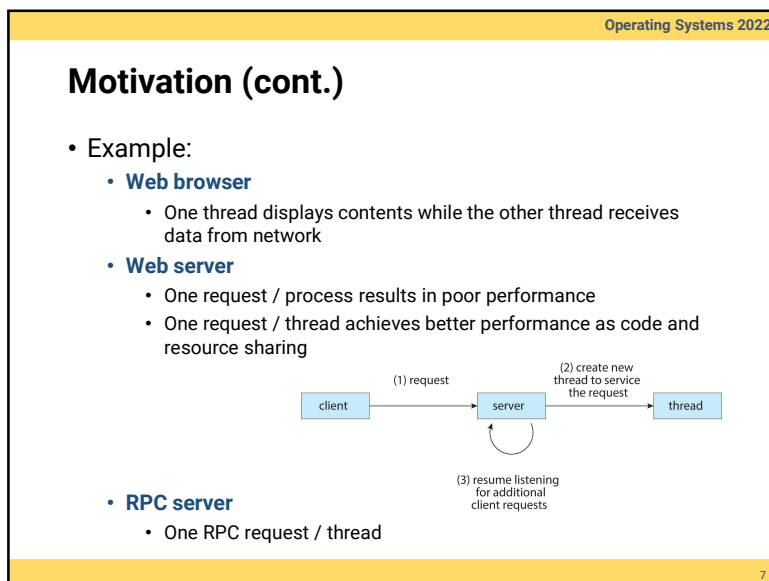 Operating Systems 2022
Motivation (cont.)
• Example:
• Web browser
• One thread displays contents while the other thread receives
data from network
• Web server
• One request / process results in poor performance
• One request / thread achieves better performance as code and
resource sharing
(1) request
(2) create new
thread to service
the request
client
server
thread
(3) resume listening
for additional
client requests
• RPC server
• One RPC request / thread
7